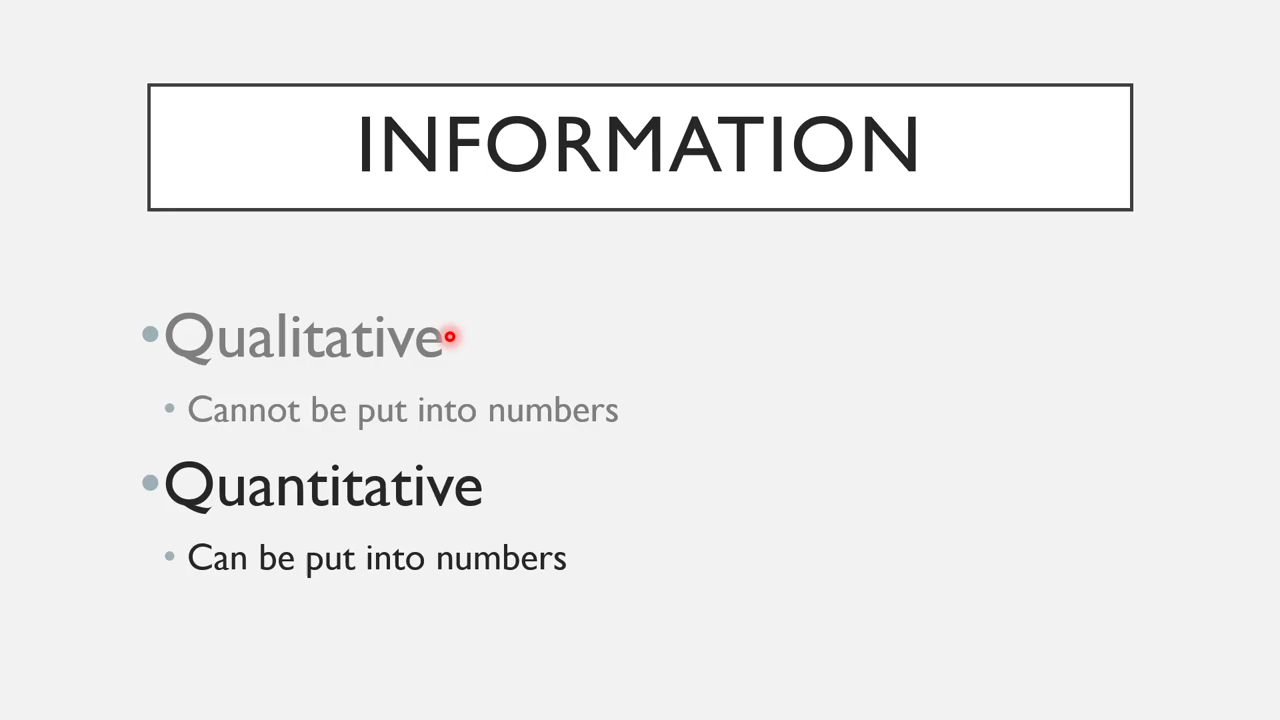 INFORMATION
•Qualitative
• Cannot be put into numbers
•Quantitative
• Can be put into numbers